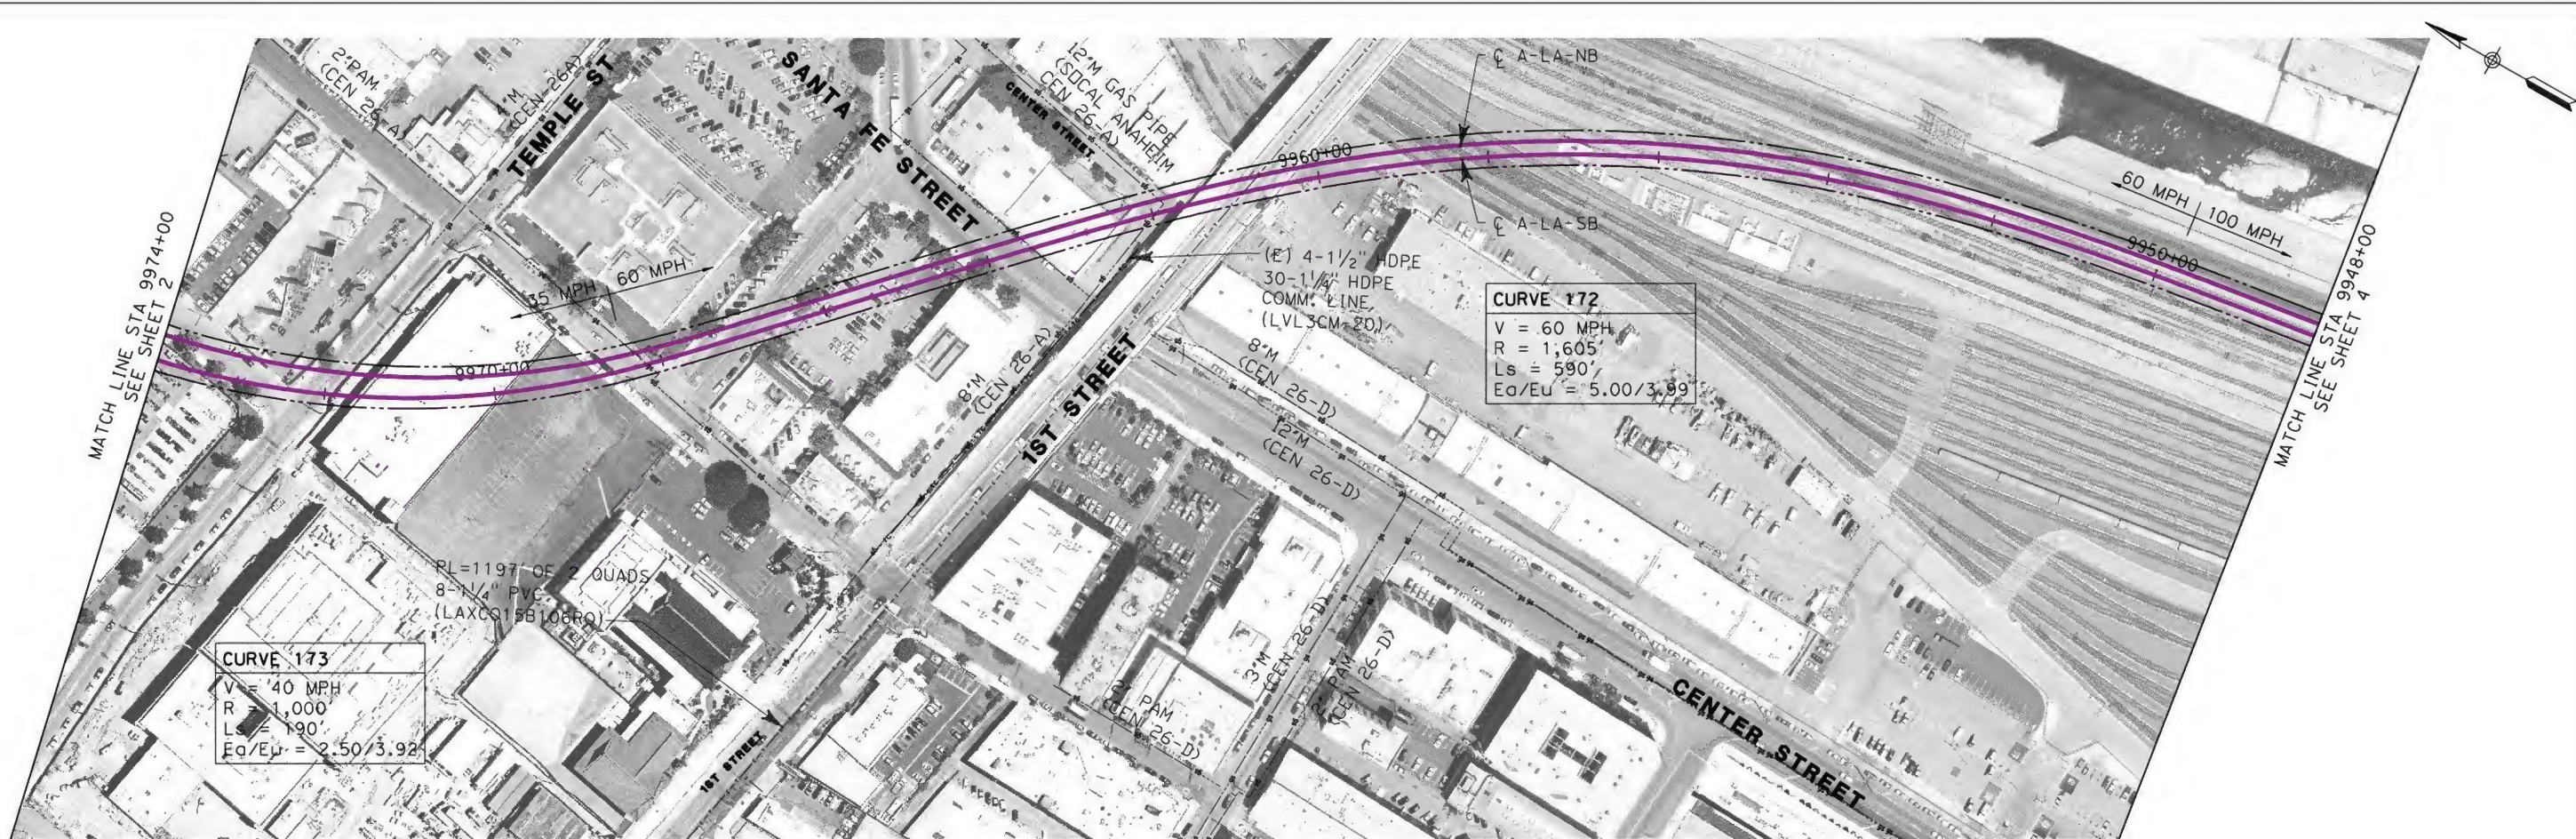 2" PAM
(CEN 26-A)
4"M
(CEN-26A)
TEMPLE ST
SANTA FE STREET
CENTER STREET
12"M GAS PIPE
(SOCAL ANAHEIM
CEN 26-A)
℄ A-LA-NB
9960+00
℄ A-LA-SB
60 MPH | 100 MPH
9950+00
MATCH LINE STA 9948+00
SEE SHEET 4
MATCH LINE STA 9974+00
SEE SHEET 2
35 MPH | 60 MPH
9970+00
(E) 4-1½" HDPE
30-1¼" HDPE
COMM. LINE
(LVL3CM-20)
CURVE 172
V = 60 MPH
R = 1,605'
Ls = 590'
Ea/Eu = 5.00/3.99
8"M
(CEN 26-A)
1ST STREET
8"M
(CEN 26-D)
12"M
(CEN 26-D)
PL=1197' OF 2 QUADS
8-1¼" PVC
(LAXCQ15B106RO)
CURVE 173
V = 40 MPH
R = 1,000'
Ls = 190'
Ea/Eu = 2.50/3.92
1ST STREET
2" PAM
(CEN 26-D)
3"M
(CEN-26-D)
2" PAM
(CEN 26-D)
CENTER STREET